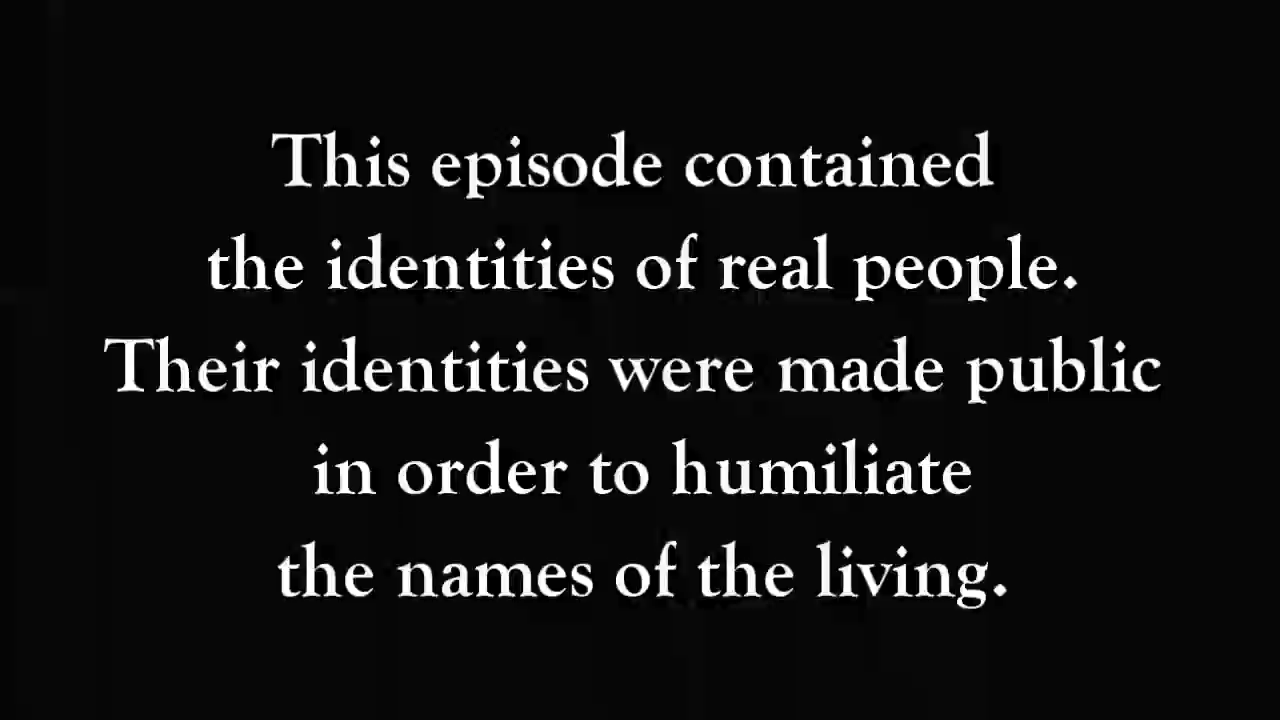 This episode contained
the identities of real people.
Their identities were made public
in order to humiliate
the names of the living.